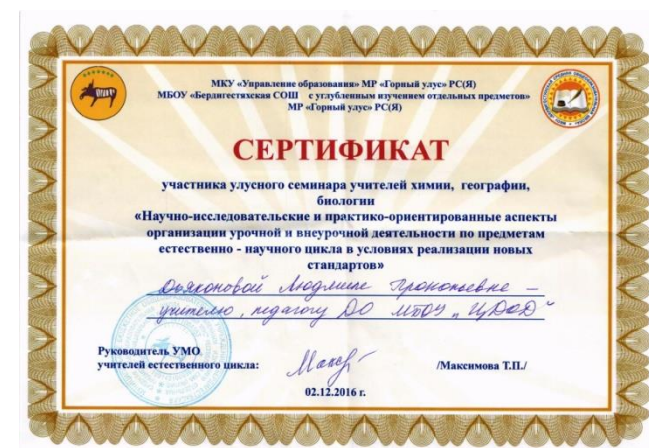 МКУ «Управление образования» МР «Горный улус» РС(Я)
МБОУ «Бердигестяхская СОШ с углубленным изучением отдельных предметов»
МР «Горный улус» РС(Я)
СЕРТИФИКАТ
участника улусного семинара учителей химии, географии,
биологии
«Научно-исследовательские и практико-ориентированные аспекты
организации урочной и внеурочной деятельности по предметам
естественно - научного цикла в условиях реализации новых
стандартов»
Дьяконовой Людмиле Прокопьевне –
учителю, педагогу ДО „ЦДОД“
Руководитель УМО
учителей естественного цикла:
/Максимова Т.П./
02.12.2016 г.